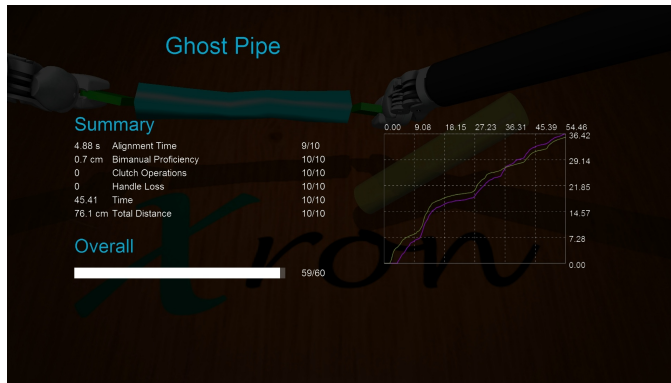 Ghost Pipe
Summary
4.88 s Alignment Time 9/10
0.7 cm Bimanual Proficiency 10/10
0 Clutch Operations 10/10
0 Handle Loss 10/10
45.41 Time 10/10
76.1 cm Total Distance 10/10
Overall
59/60
0.00 9.08 18.15 27.23 36.31 45.39 54.46
36.42
29.14
21.85
14.57
7.28
0.00
Xron